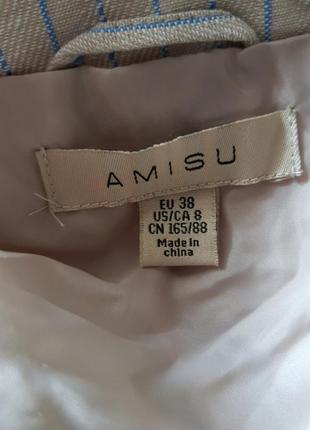 AMISU
EU 38
US/CA 8
CN 165/88
Made in
china